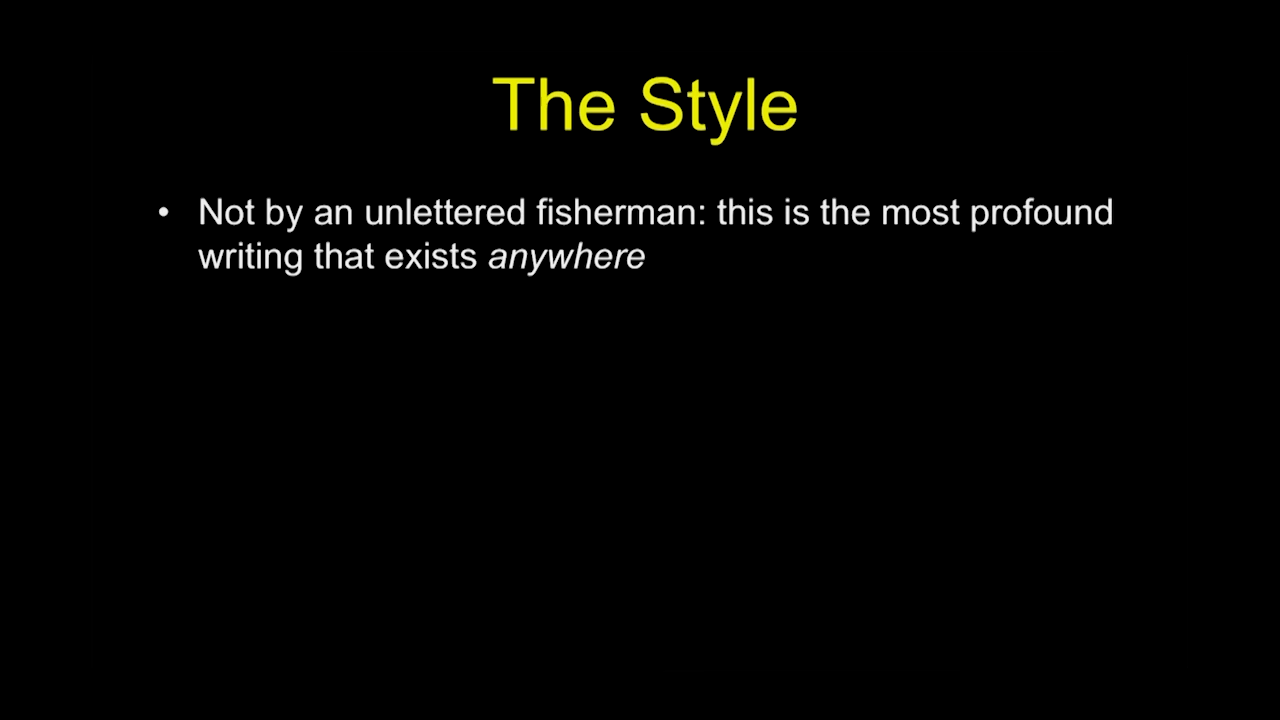 The Style
• Not by an unlettered fisherman: this is the most profound
writing that exists anywhere